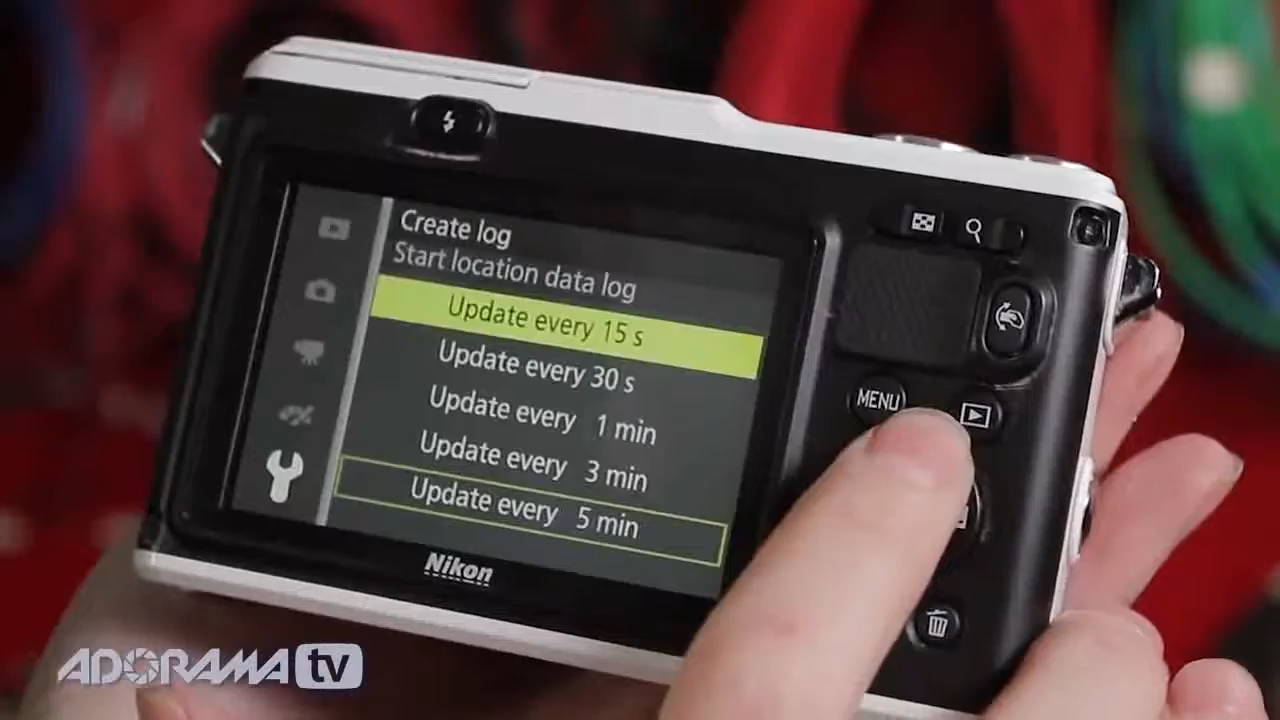 Create log
Start location data log
Update every 15 s
Update every 30 s
Update every 1 min
Update every 3 min
Update every 5 min
MENU
Nikon
ADORAMA tv